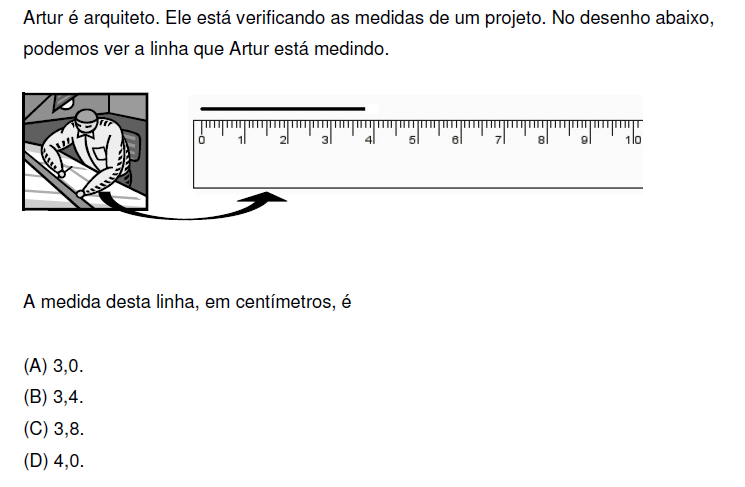 Artur é arquiteto. Ele está verificando as medidas de um projeto. No desenho abaixo,
podemos ver a linha que Artur está medindo.
0 1 2 3 4 5 6 7 8 9 10
A medida desta linha, em centímetros, é
(A) 3,0.
(B) 3,4.
(C) 3,8.
(D) 4,0.